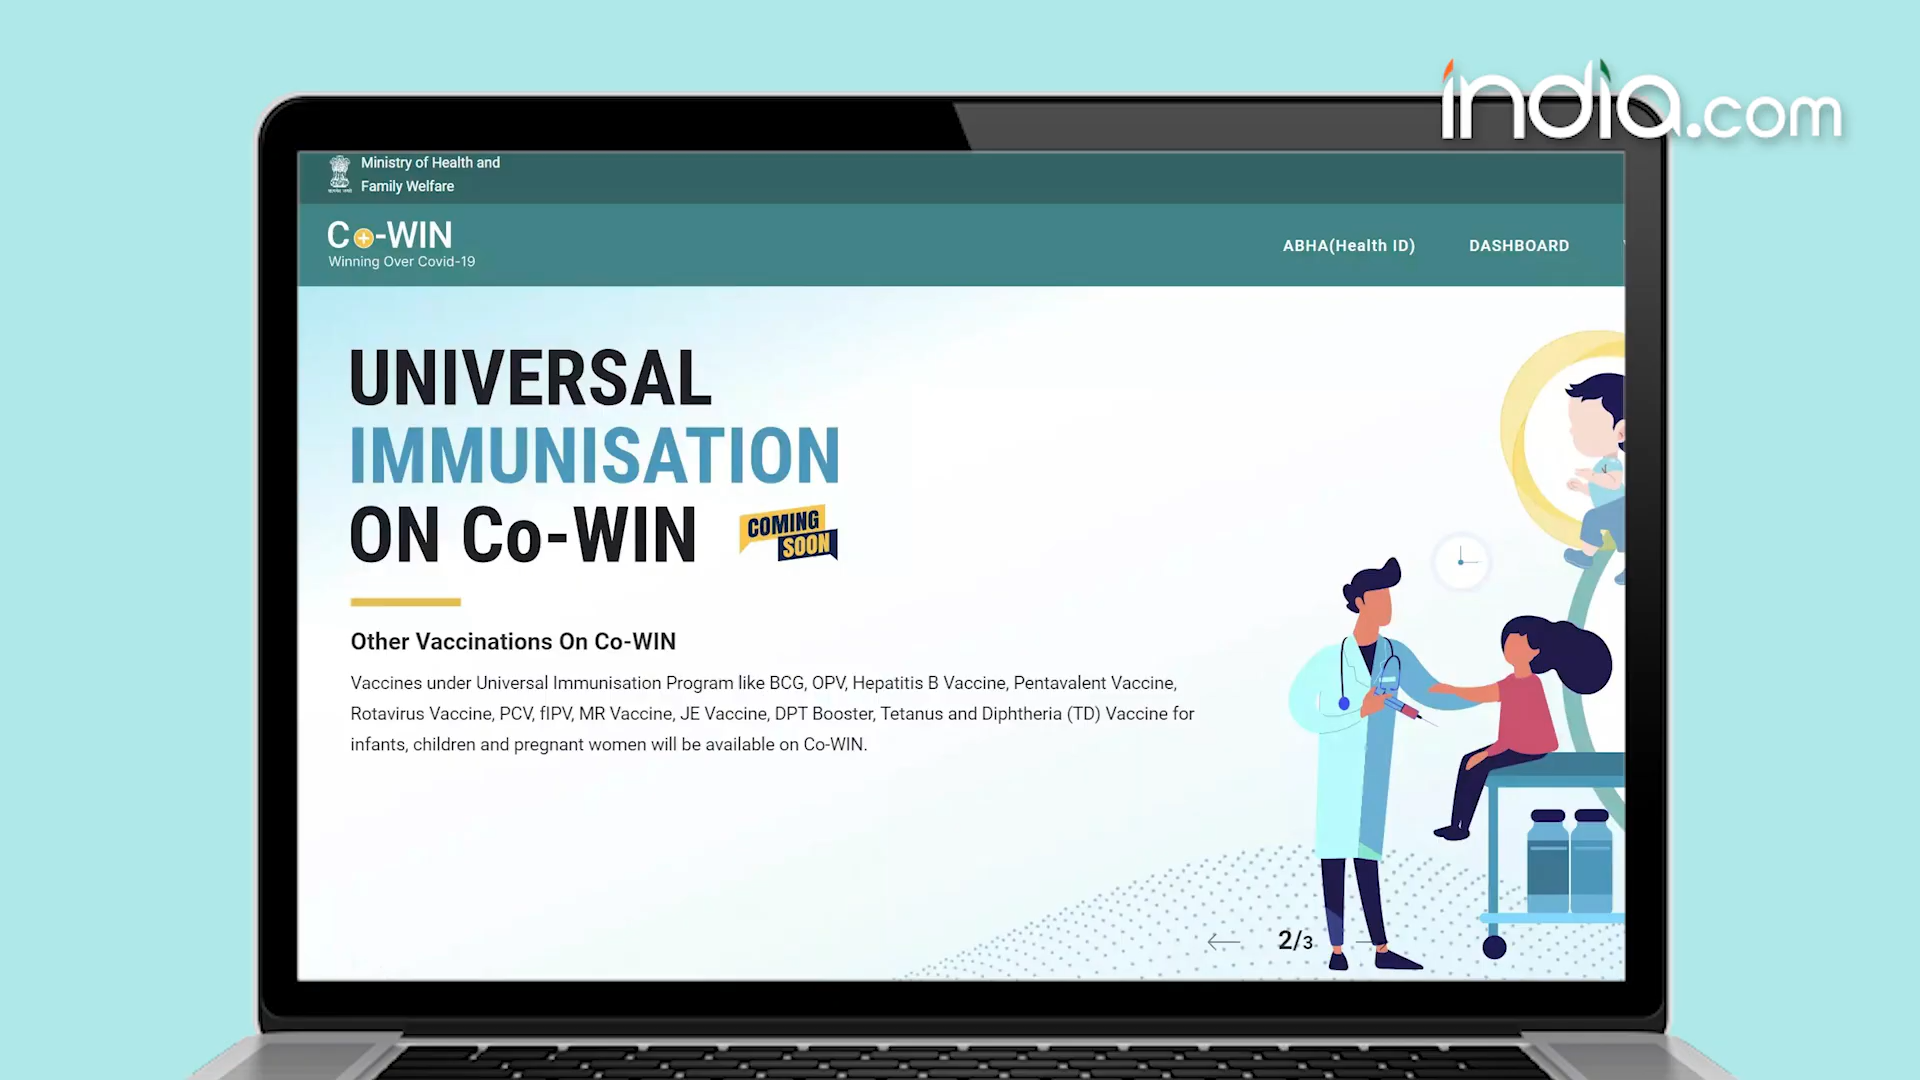 india.com
Ministry of Health and
Family Welfare
Co-WIN
Winning Over Covid-19
ABHA(Health ID)
DASHBOARD
UNIVERSAL
IMMUNISATION
ON Co-WIN
COMING
SOON
Other Vaccinations On Co-WIN
Vaccines under Universal Immunisation Program like BCG, OPV, Hepatitis B Vaccine, Pentavalent Vaccine,
Rotavirus Vaccine, PCV, fIPV, MR Vaccine, JE Vaccine, DPT Booster, Tetanus and Diphtheria (TD) Vaccine for
infants, children and pregnant women will be available on Co-WIN.
2/3